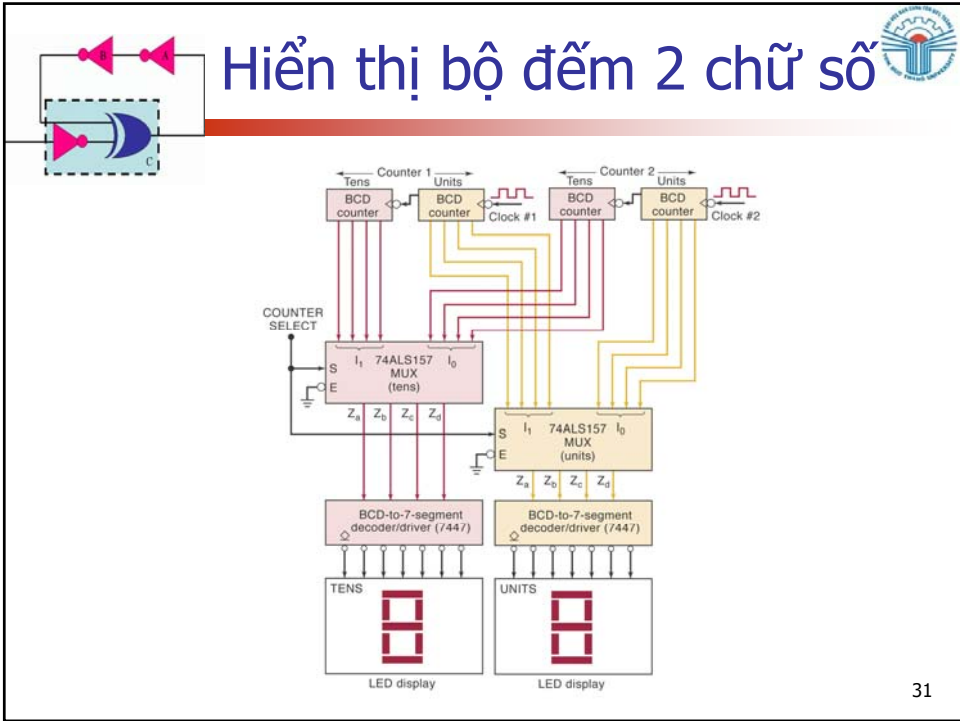 Hiển thị bộ đếm 2 chữ số
B
A
C
Counter 1
Tens
Units
BCD
counter
BCD
counter
Clock #1
Counter 2
Tens
Units
BCD
counter
BCD
counter
Clock #2
COUNTER
SELECT
I1 74ALS157 I0
MUX
(tens)
S
E
Za Zb Zc Zd
I1 74ALS157 I0
MUX
(units)
S
E
Za Zb Zc Zd
BCD-to-7-segment
decoder/driver (7447)
BCD-to-7-segment
decoder/driver (7447)
TENS
8
UNITS
8
LED display
LED display
31